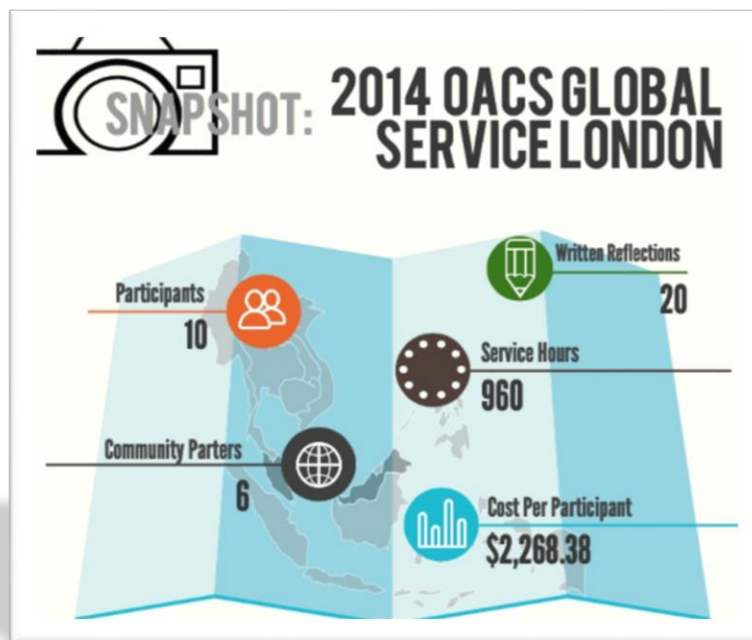 SNAPSHOT: 2014 OACS GLOBAL
SERVICE LONDON
Written Reflections
20
Participants
10
Service Hours
960
Community Parters
6
Cost Per Participant
$2,268.38